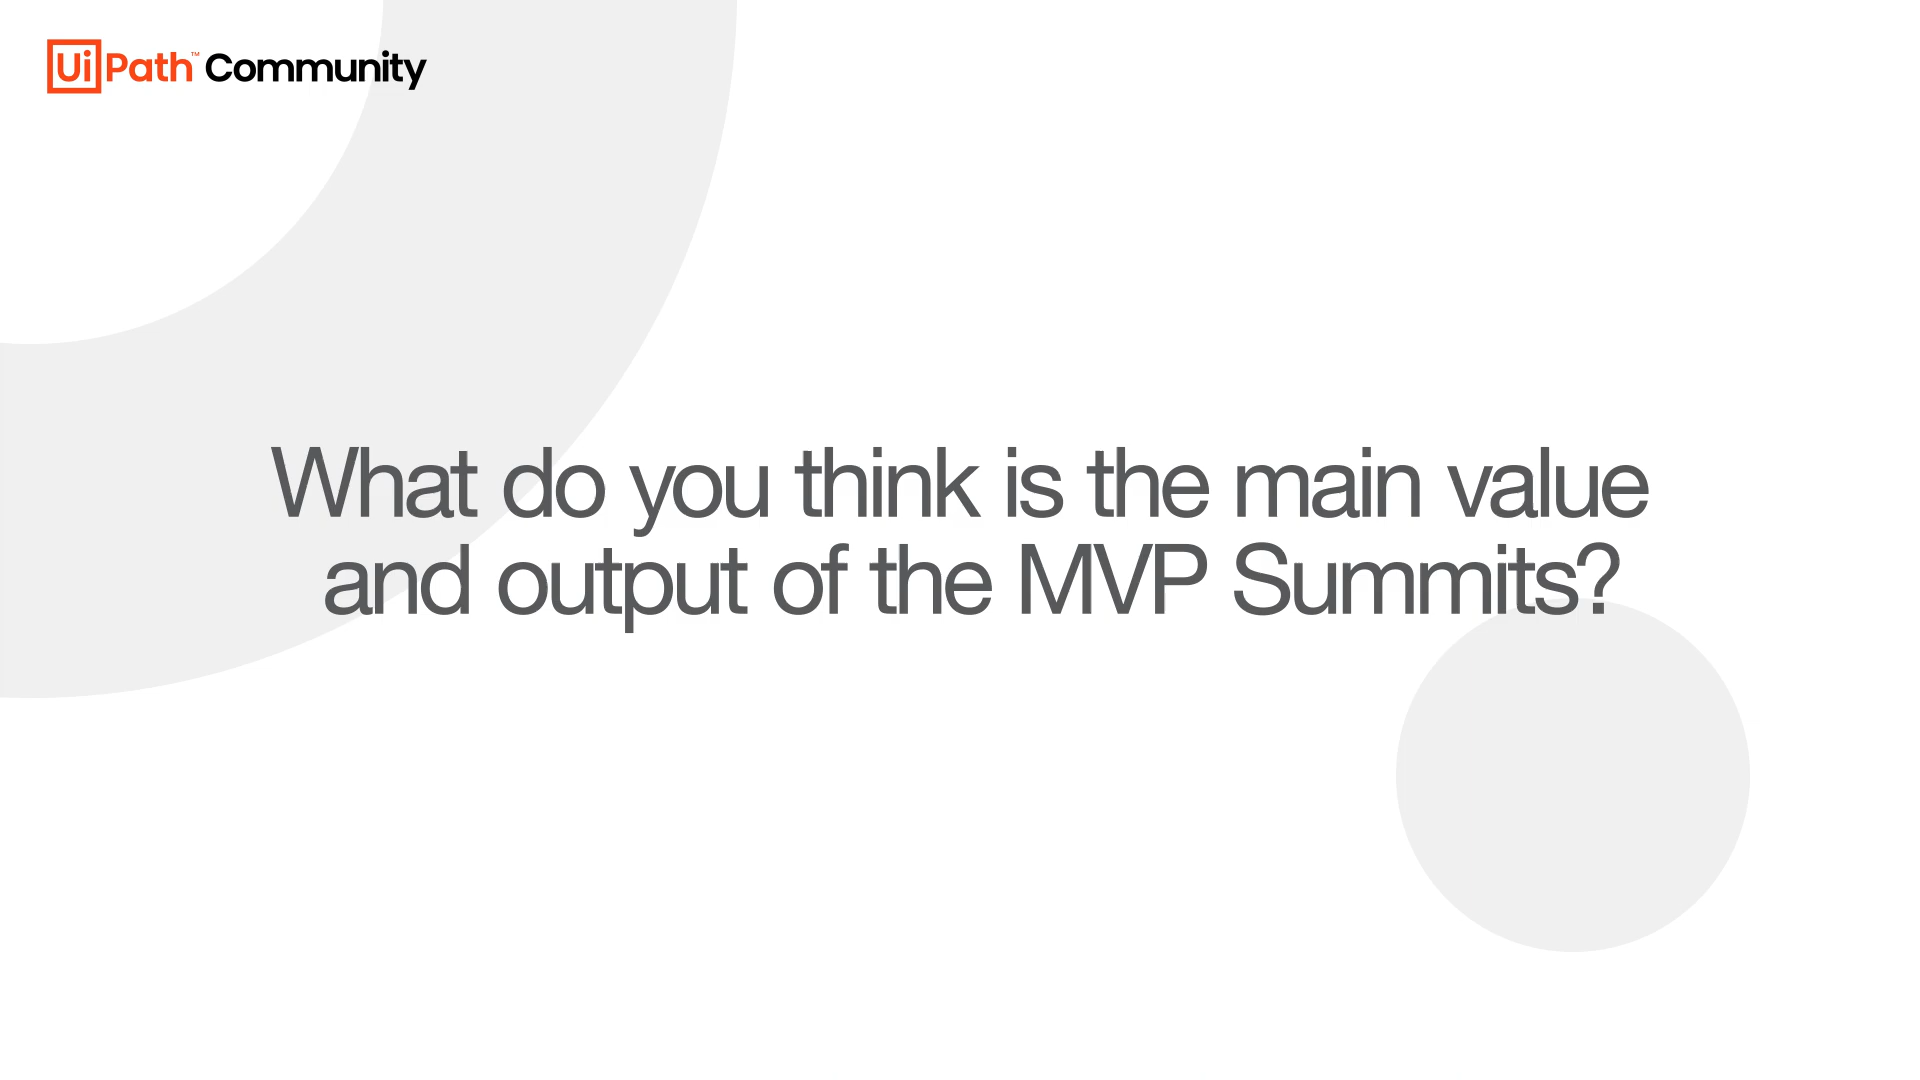 UiPath™ Community
What do you think is the main value
and output of the MVP Summits?